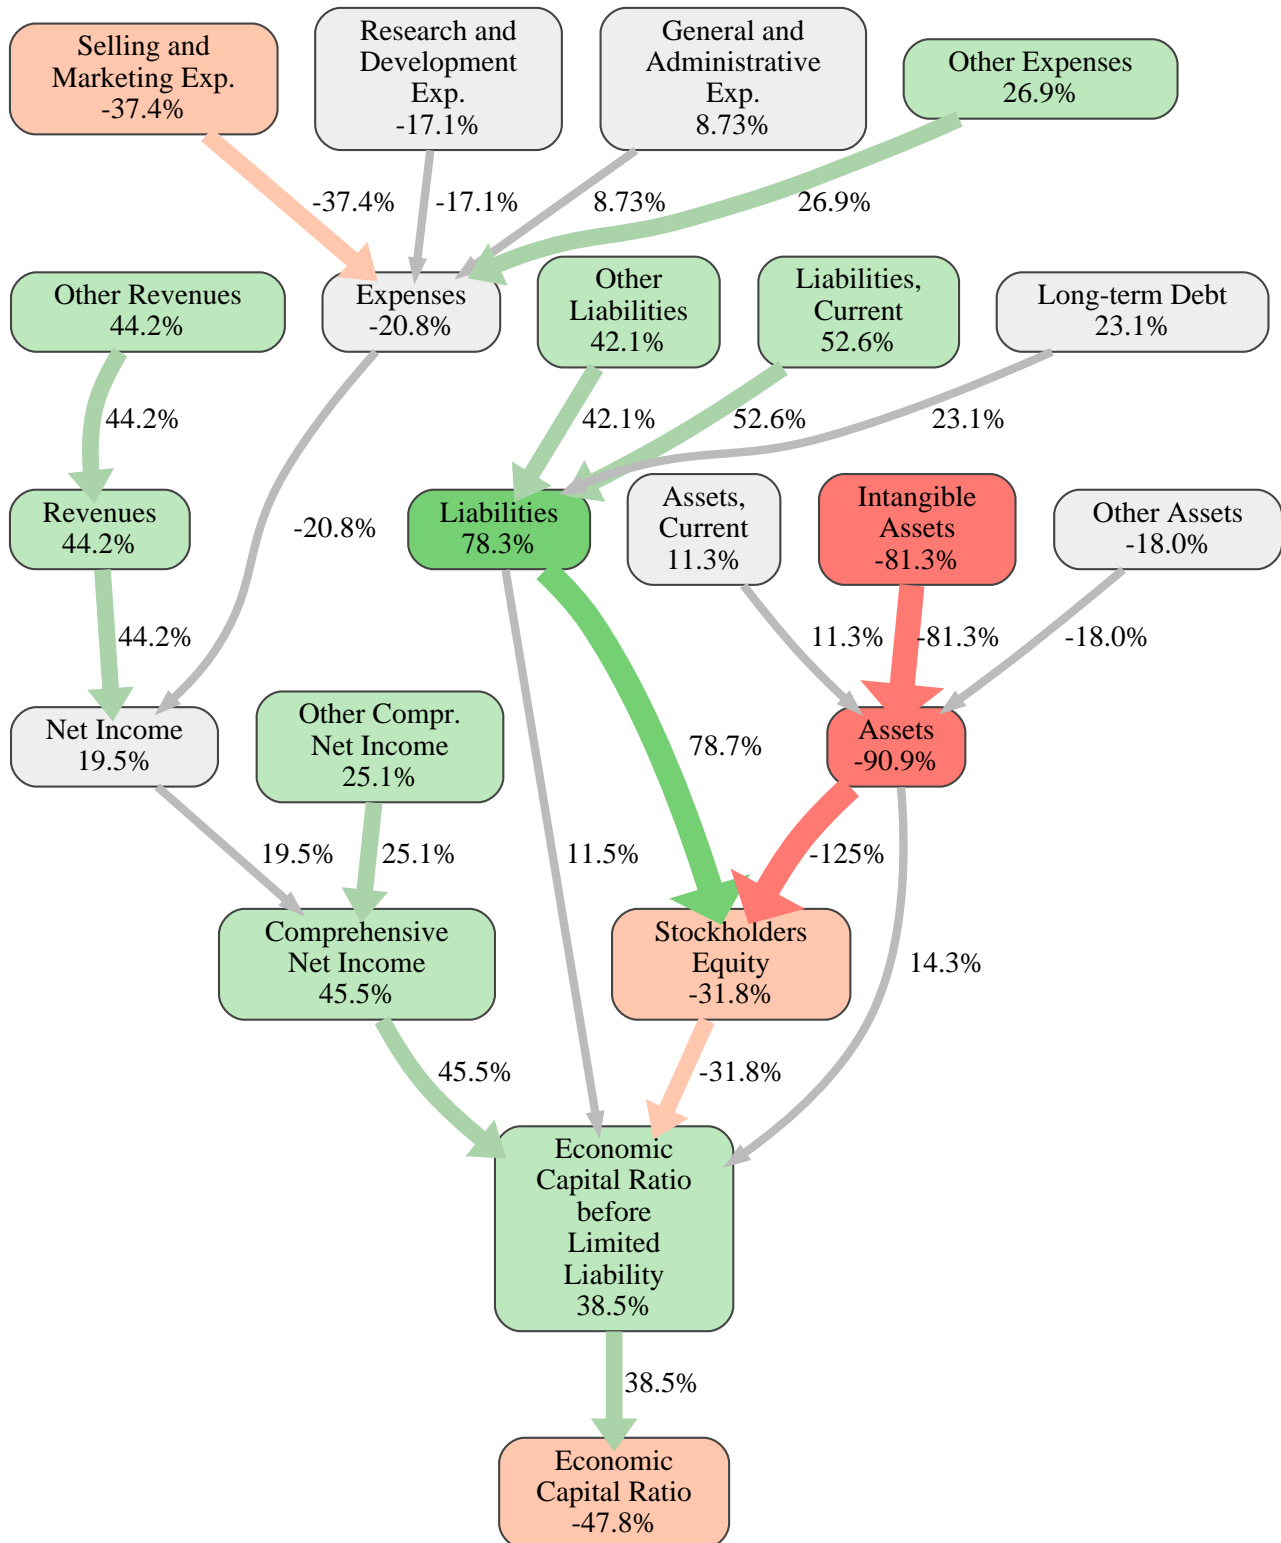 Selling and
Marketing Exp.
-37.4%
Research and
Development
Exp.
-17.1%
General and
Administrative
Exp.
8.73%
Other Expenses
26.9%
-37.4%
-17.1%
8.73%
26.9%
Other Revenues
44.2%
Expenses
-20.8%
Other
Liabilities
42.1%
Liabilities,
Current
52.6%
Long-term Debt
23.1%
44.2%
42.1%
52.6%
23.1%
Revenues
44.2%
-20.8%
Liabilities
78.3%
Assets,
Current
11.3%
Intangible
Assets
-81.3%
Other Assets
-18.0%
44.2%
11.3%
-81.3%
-18.0%
Net Income
19.5%
Other Compr.
Net Income
25.1%
78.7%
Assets
-90.9%
19.5%
25.1%
11.5%
-125%
Comprehensive
Net Income
45.5%
Stockholders
Equity
-31.8%
14.3%
45.5%
-31.8%
Economic
Capital Ratio
before
Limited
Liability
38.5%
38.5%
Economic
Capital Ratio
-47.8%